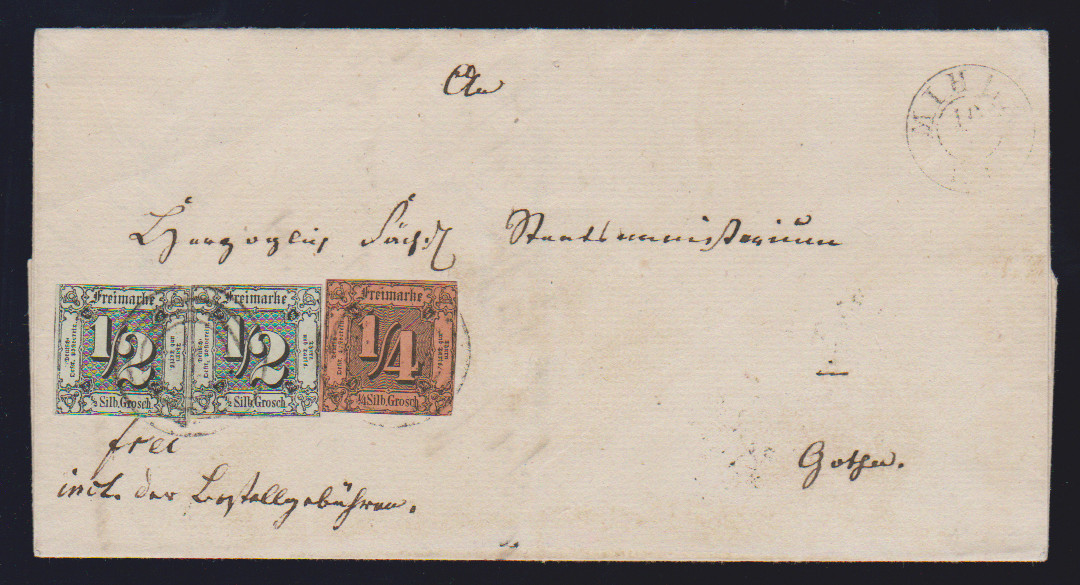 An
MIHLA
Herzoglich Sächs. Staatsministerium
Freimarke Freimarke Freimarke
1/2 1/2 1/4
½ Silb. Grosch ½ Silb. Grosch ¼ Silb. Grosch
frei
incl. der Bestellgebühren.
Gotha.